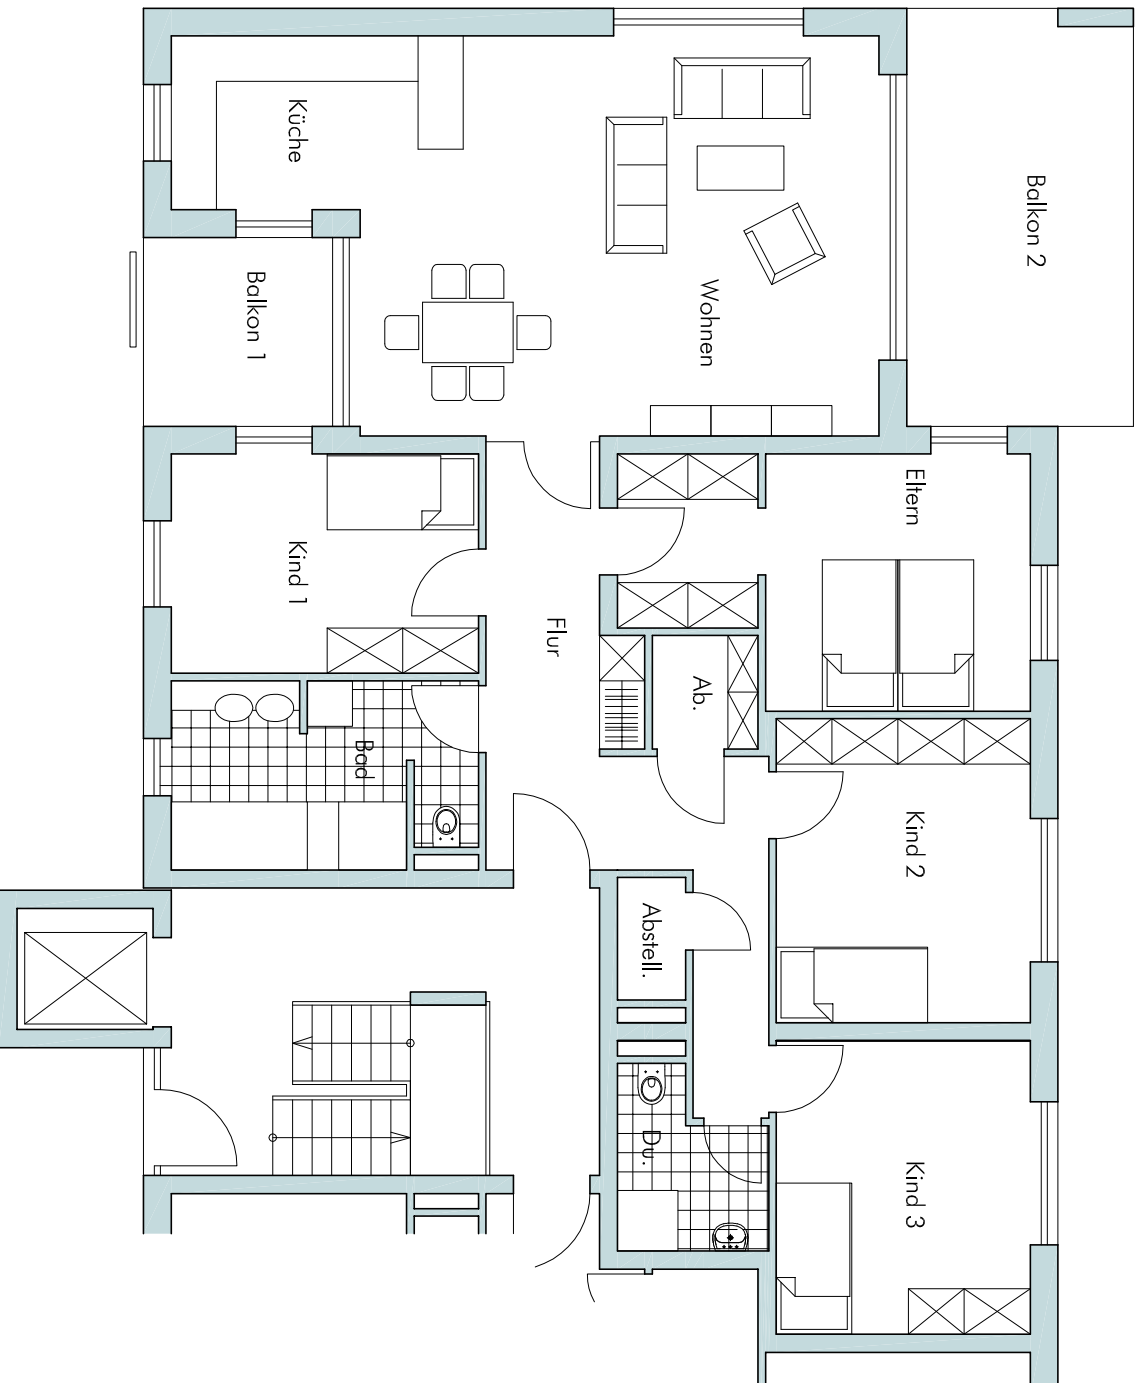 Küche
Balkon 2
Balkon 1
Wohnen
Eltern
Kind 1
Flur
Ab.
Bad
Kind 2
Abstell.
Du.
Kind 3